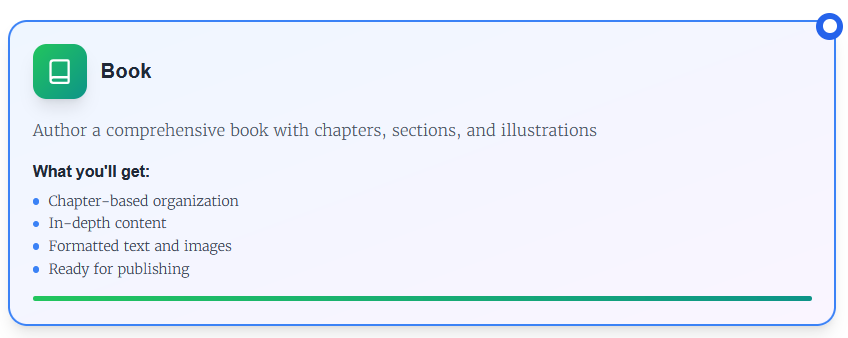 Book
Author a comprehensive book with chapters, sections, and illustrations
What you'll get:
Chapter-based organization
In-depth content
Formatted text and images
Ready for publishing